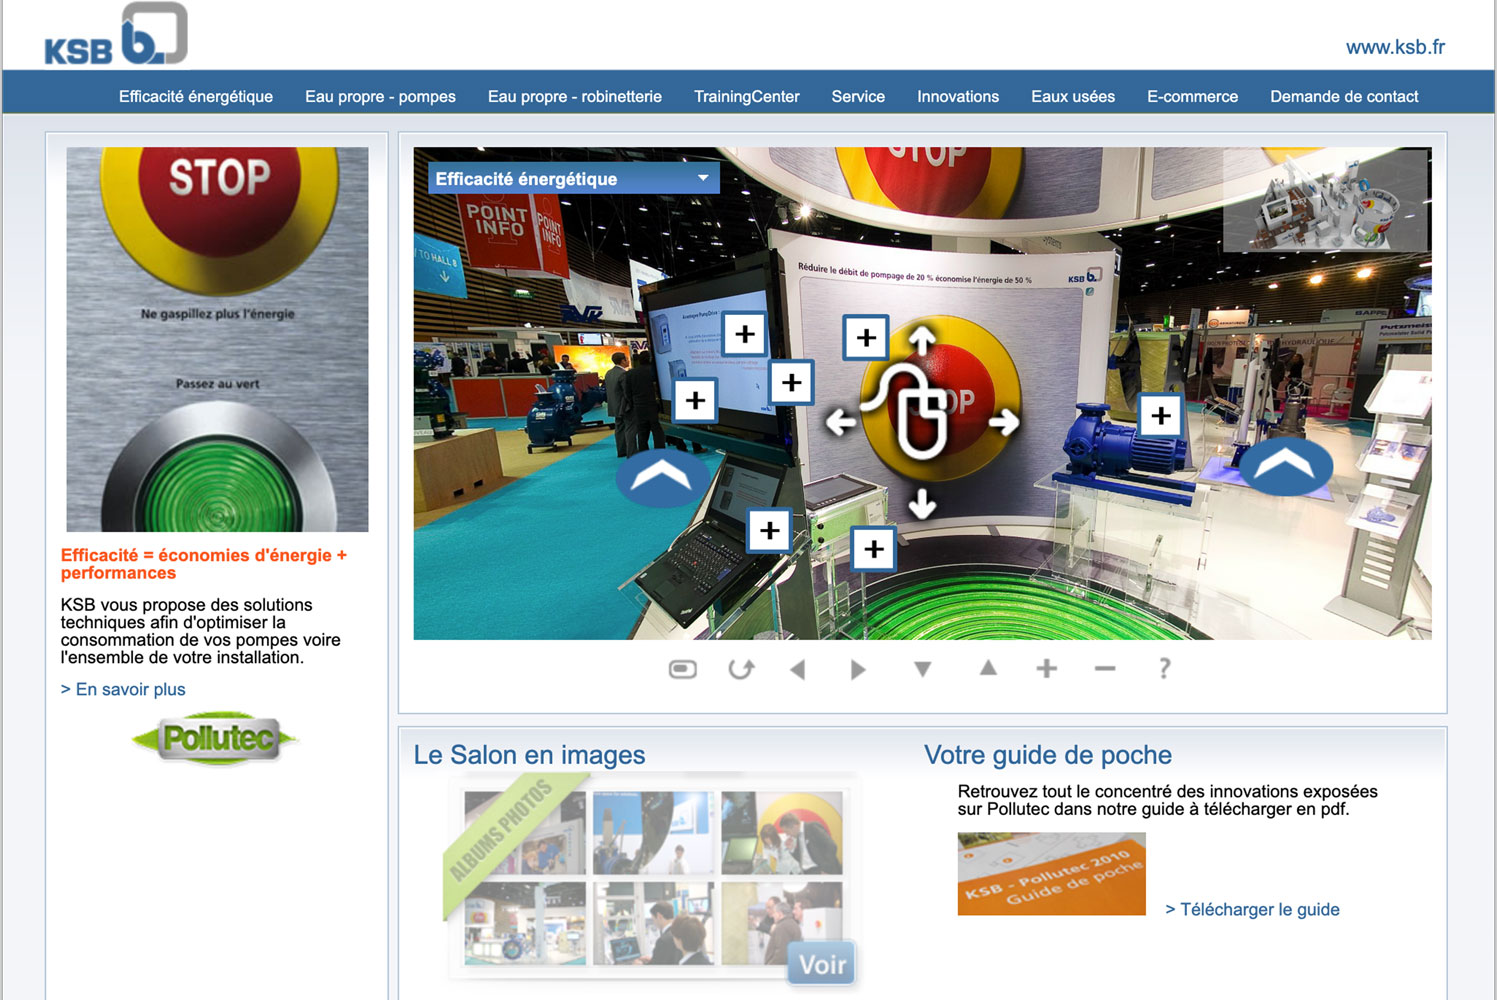 KSB
www.ksb.fr
Efficacité énergétique
Eau propre - pompes
Eau propre - robinetterie
TrainingCenter
Service
Innovations
Eaux usées
E-commerce
Demande de contact
STOP
Ne gaspillez plus l'énergie
Passez au vert
Efficacité = économies d'énergie +
performances
KSB vous propose des solutions
techniques afin d'optimiser la
consommation de vos pompes voire
l'ensemble de votre installation.
> En savoir plus
Pollutec
Efficacité énergétique
STOP
POINT
INFO
POINT
INFO
TO HALL 8
Réduire le débit de pompage de 20 % économise l'énergie de 50 %
KSB
STOP
?
Le Salon en images
ALBUMS PHOTOS
Voir
Votre guide de poche
Retrouvez tout le concentré des innovations exposées
sur Pollutec dans notre guide à télécharger en pdf.
KSB - Pollutec 2010
Guide de poche
> Télécharger le guide